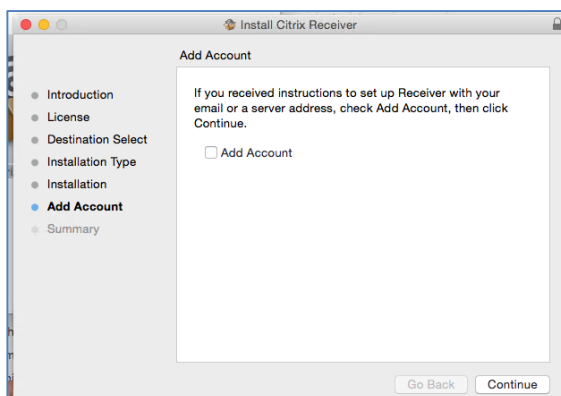 Install Citrix Receiver
Add Account
Introduction
License
Destination Select
Installation Type
Installation
Add Account
Summary
If you received instructions to set up Receiver with your
email or a server address, check Add Account, then click
Continue.
Add Account
Go Back
Continue